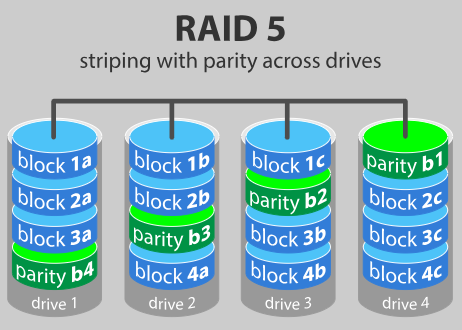 RAID 5
striping with parity across drives
block 1a
block 2a
block 3a
parity b4
drive 1
block 1b
block 2b
parity b3
block 4a
drive 2
block 1c
parity b2
block 3b
block 4b
drive 3
parity b1
block 2c
block 3c
block 4c
drive 4